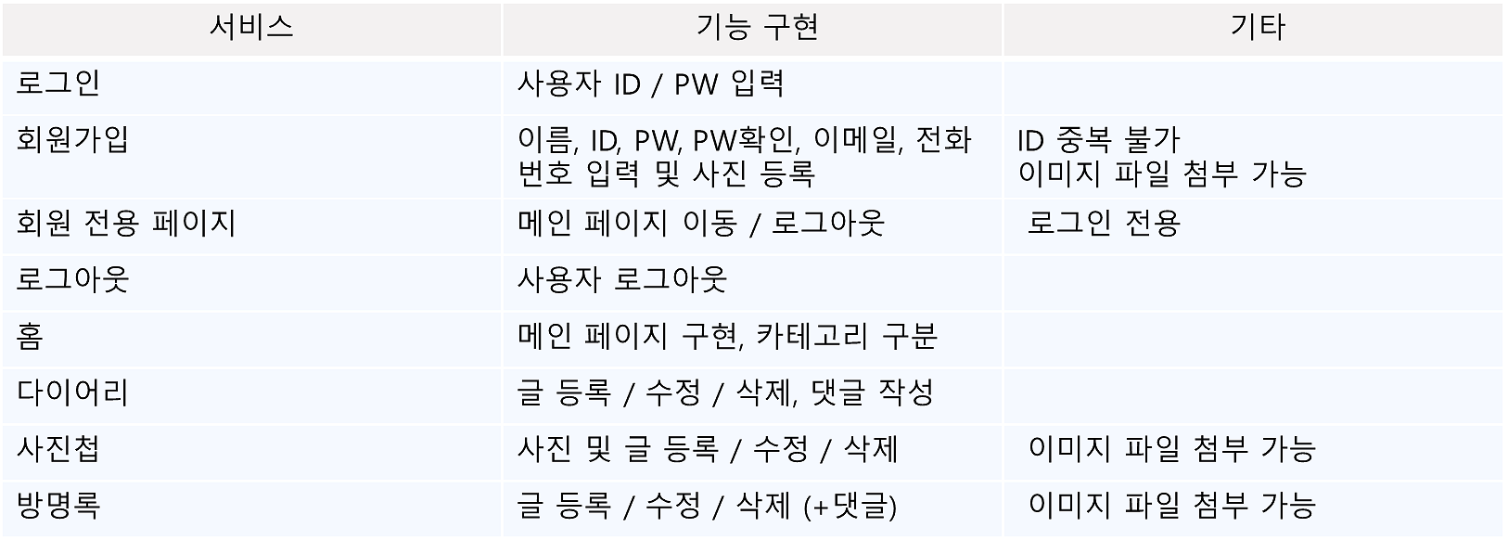 서비스 기능 구현 기타
로그인 사용자 ID / PW 입력
회원가입 이름, ID, PW, PW확인, 이메일, 전화 ID 중복 불가
번호 입력 및 사진 등록 이미지 파일 첨부 가능
회원 전용 페이지 메인 페이지 이동 / 로그아웃 로그인 전용
로그아웃 사용자 로그아웃
홈 메인 페이지 구현, 카테고리 구분
다이어리 글 등록 / 수정 / 삭제, 댓글 작성
사진첩 사진 및 글 등록 / 수정 / 삭제 이미지 파일 첨부 가능
방명록 글 등록 / 수정 / 삭제 (+댓글) 이미지 파일 첨부 가능